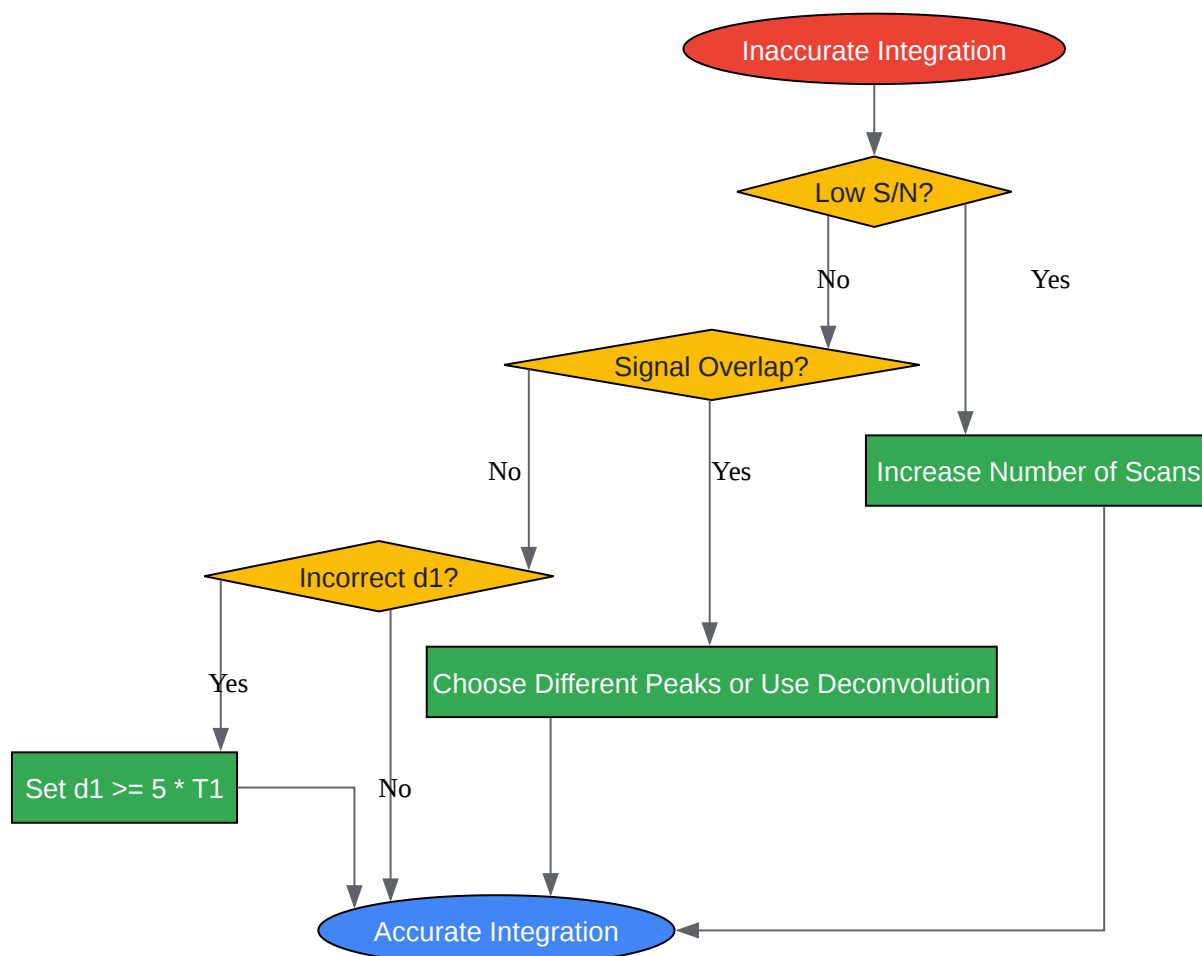 Inaccurate Integration
Low S/N?
No
Yes
Signal Overlap?
Increase Number of Scans
No
Yes
Incorrect d1?
Choose Different Peaks or Use Deconvolution
Yes
Set d1 >= 5 * T1
No
Accurate Integration